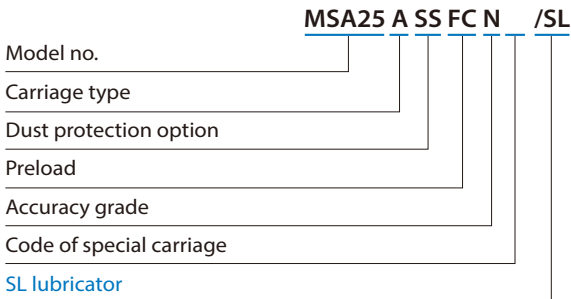 MSA25 A SS FC N /SL
Model no.
Carriage type
Dust protection option
Preload
Accuracy grade
Code of special carriage
SL lubricator